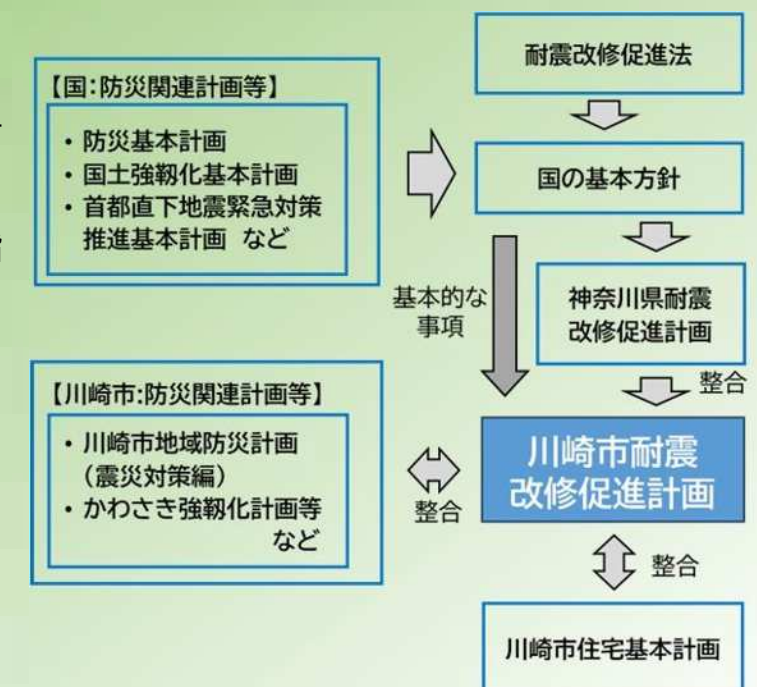 耐震改修促進法
【国：防災関連計画等】
・防災基本計画
・国土強靱化基本計画
・首都直下地震緊急対策
推進基本計画 など
国の基本方針
基本的な
事項
神奈川県耐震
改修促進計画
整合
【川崎市:防災関連計画等】
・川崎市地域防災計画
（震災対策編）
・かわさき強靱化計画等
など
整合
川崎市耐震
改修促進計画
整合
川崎市住宅基本計画